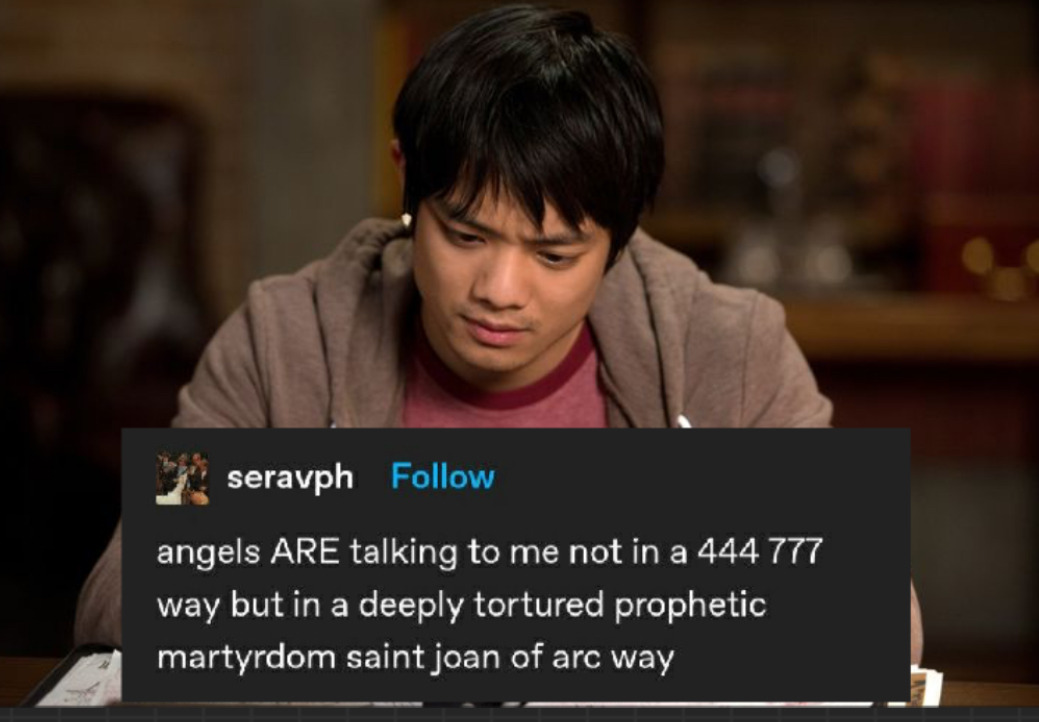 seravph Follow
angels ARE talking to me not in a 444 777
way but in a deeply tortured prophetic
martyrdom saint joan of arc way